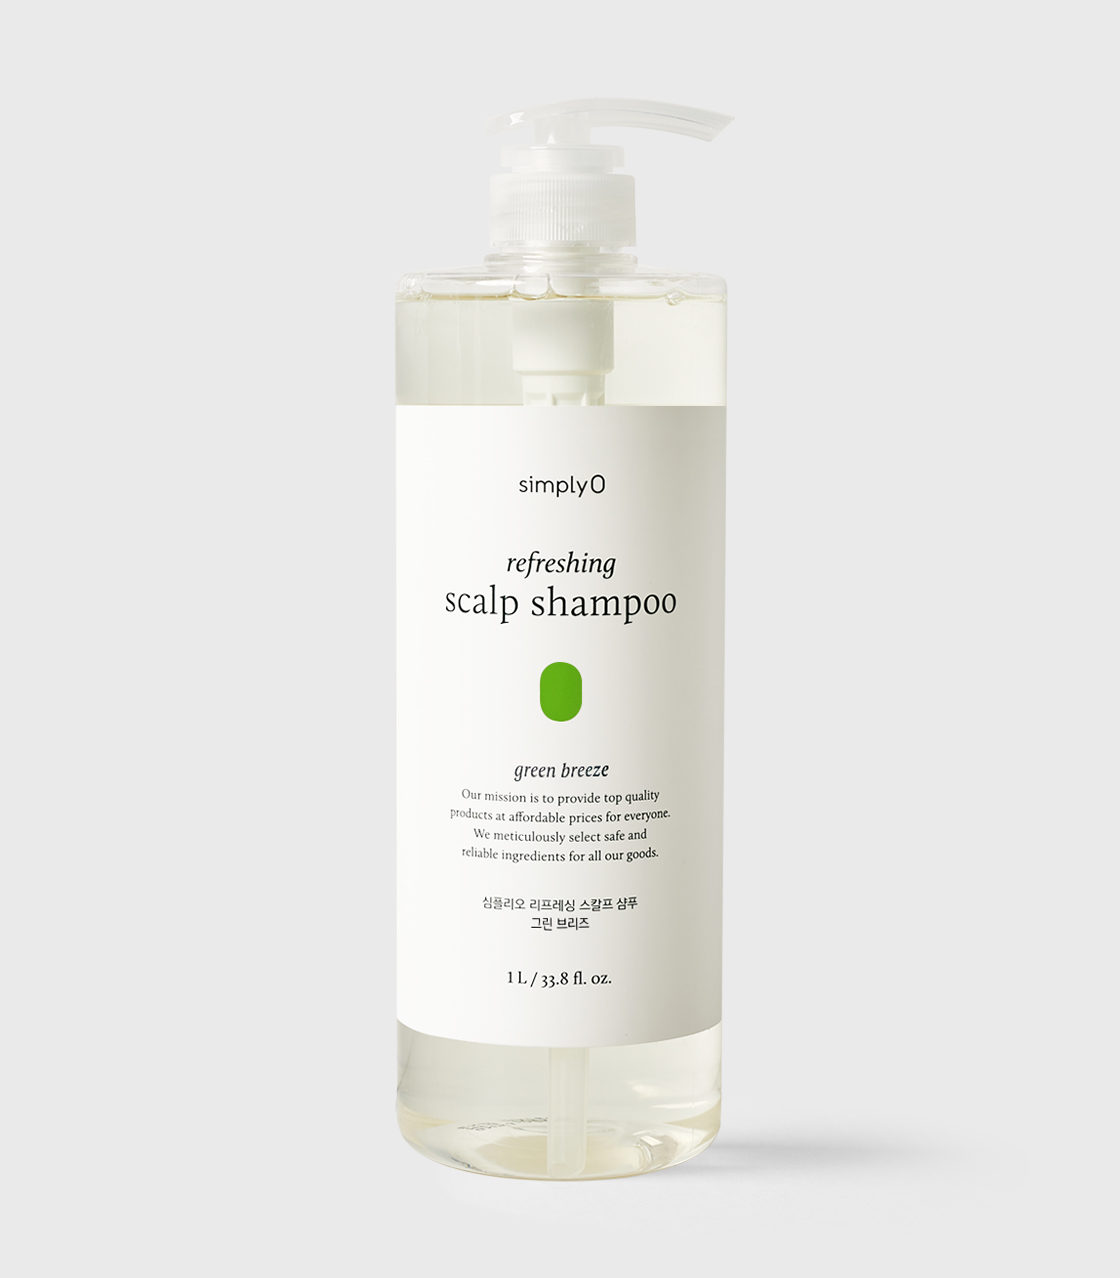 simplyO
refreshing
scalp shampoo
green breeze
Our mission is to provide top quality
products at affordable prices for everyone.
We meticulously select safe and
reliable ingredients for all our goods.
심플리오 리프레싱 스칼프 샴푸
그린 브리즈
1 L / 33.8 fl. oz.